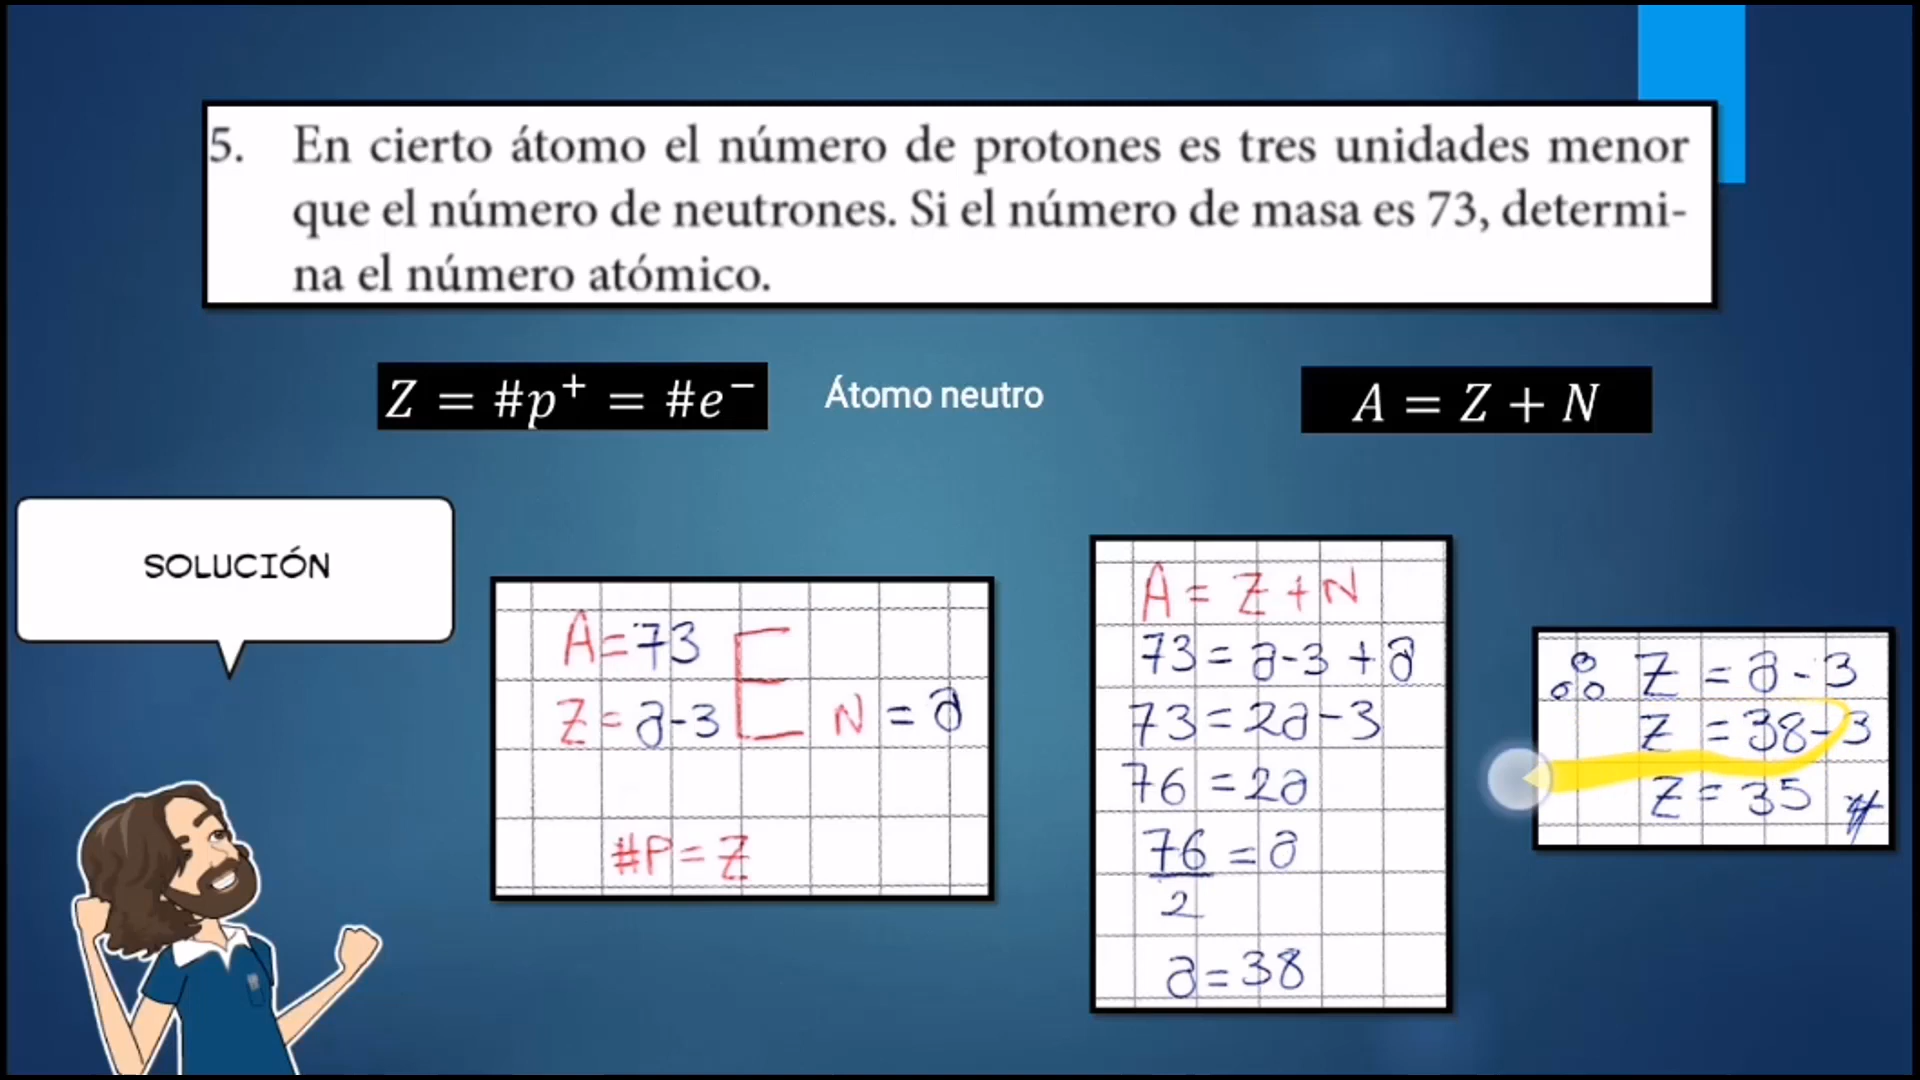 5. En cierto átomo el número de protones es tres unidades menor
que el número de neutrones. Si el número de masa es 73, determi-
na el número atómico.
Z = #p⁺ = #e⁻
Átomo neutro
A = Z + N
SOLUCIÓN
A = 73
Z = a-3 E N = a
#P = Z
A = Z + N
73 = a-3 + a
73 = 2a-3
76 = 2a
76/2 = a
a = 38
∴ Z = a-3
Z = 38-3
Z = 35 #